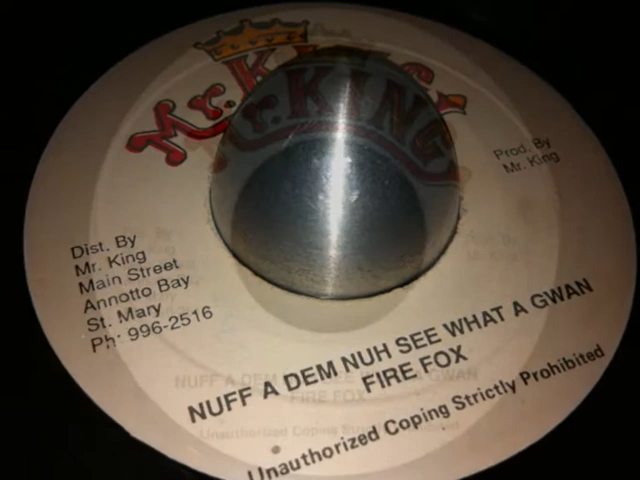 Mr. KING
Prod. By
Mr. King
Dist. By
Mr. King
Main Street
Annotto Bay
St. Mary
Ph: 996-2516
NUFF A DEM NUH SEE WHAT A GWAN
FIRE FOX
Unauthorized Coping Strictly Prohibited